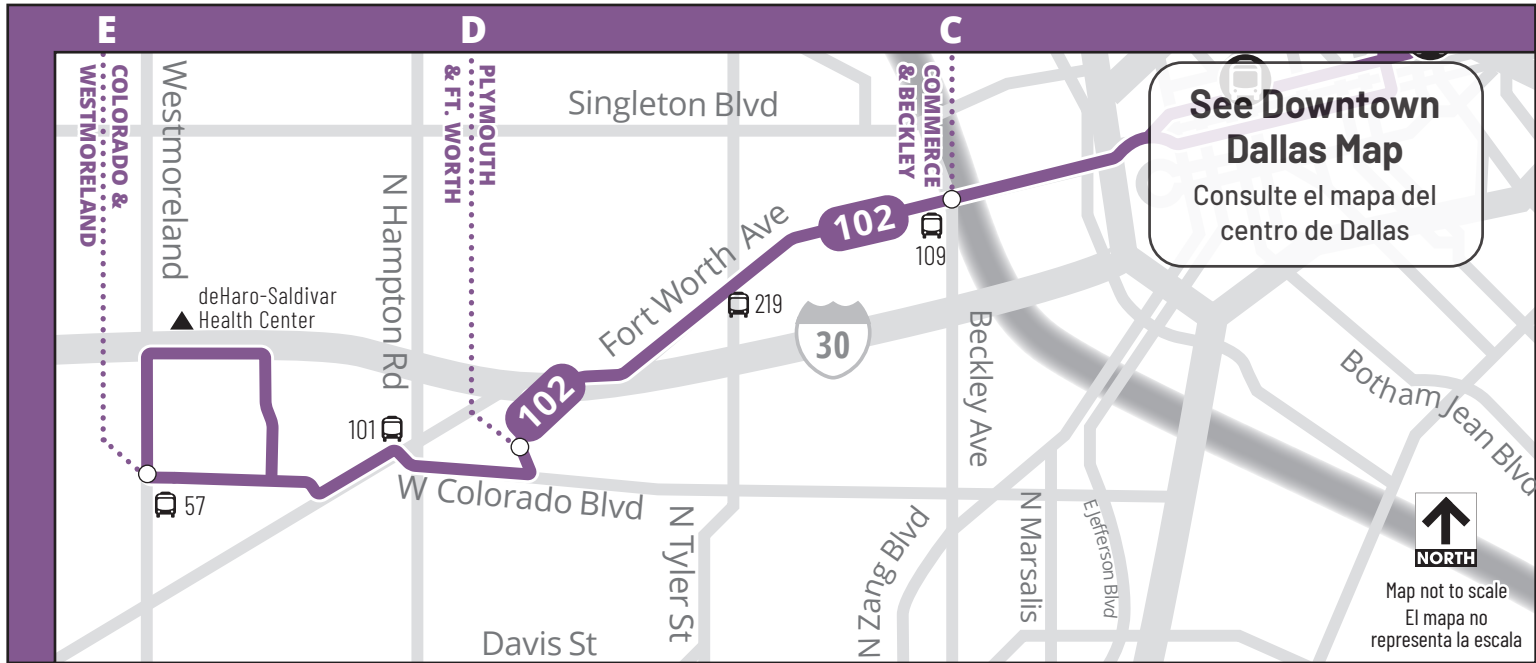 E
D
C
COLORADO &
WESTMORELAND
PLYMOUTH
& FT. WORTH
COMMERCE
& BECKLEY
Westmoreland
Singleton Blvd
See Downtown
Dallas Map
Consulte el mapa del
centro de Dallas
N Hampton Rd
102
109
Fort Worth Ave
219
deHaro-Saldivar
Health Center
30
Beckley Ave
Botham Jean Blvd
102
101
57
W Colorado Blvd
N Tyler St
N Zang Blvd
N Marsalis
E Jefferson Blvd
NORTH
Map not to scale
El mapa no
representa la escala
Davis St